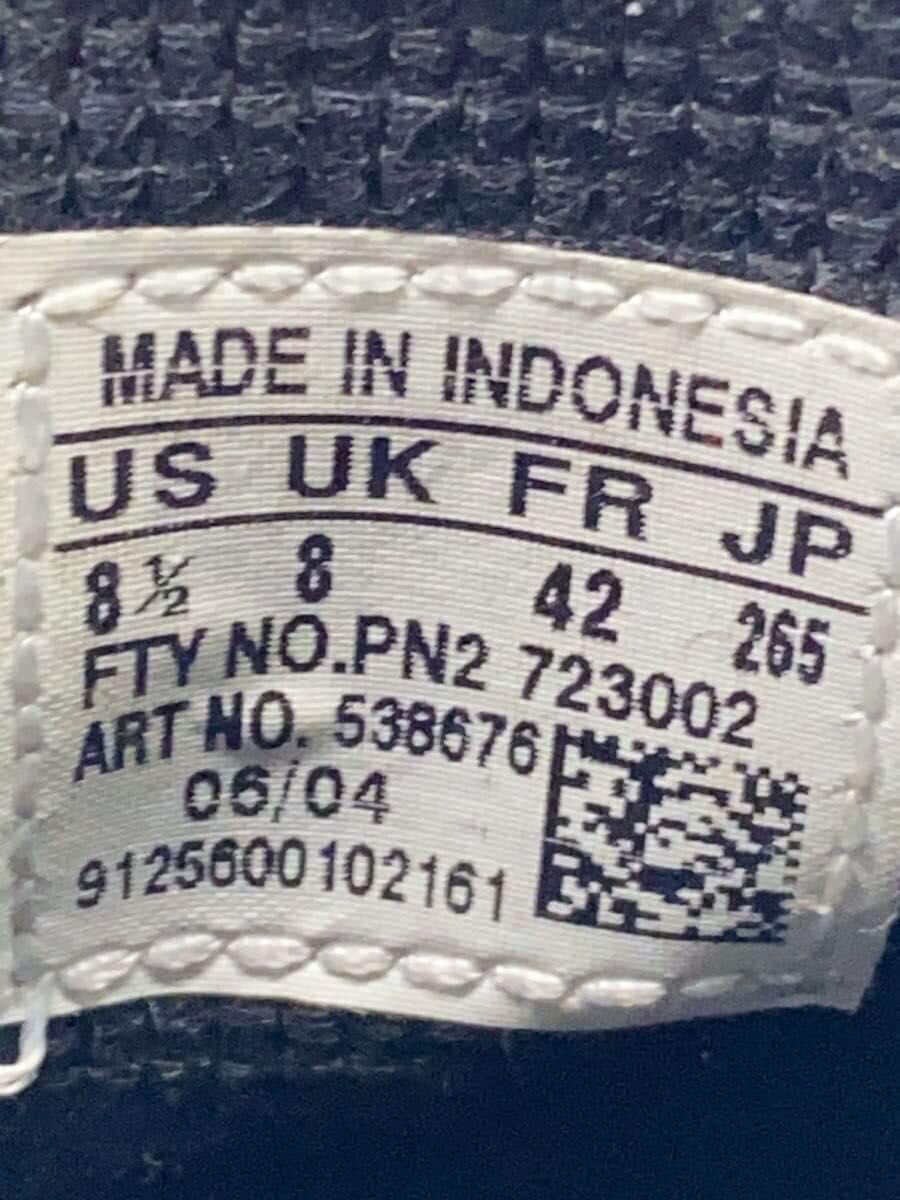 MADE IN INDONESIA
US UK FR JP
8 ½ 8 42 265
FTY NO.PN2 723002
ART NO. 538676
06/04
9125600102161